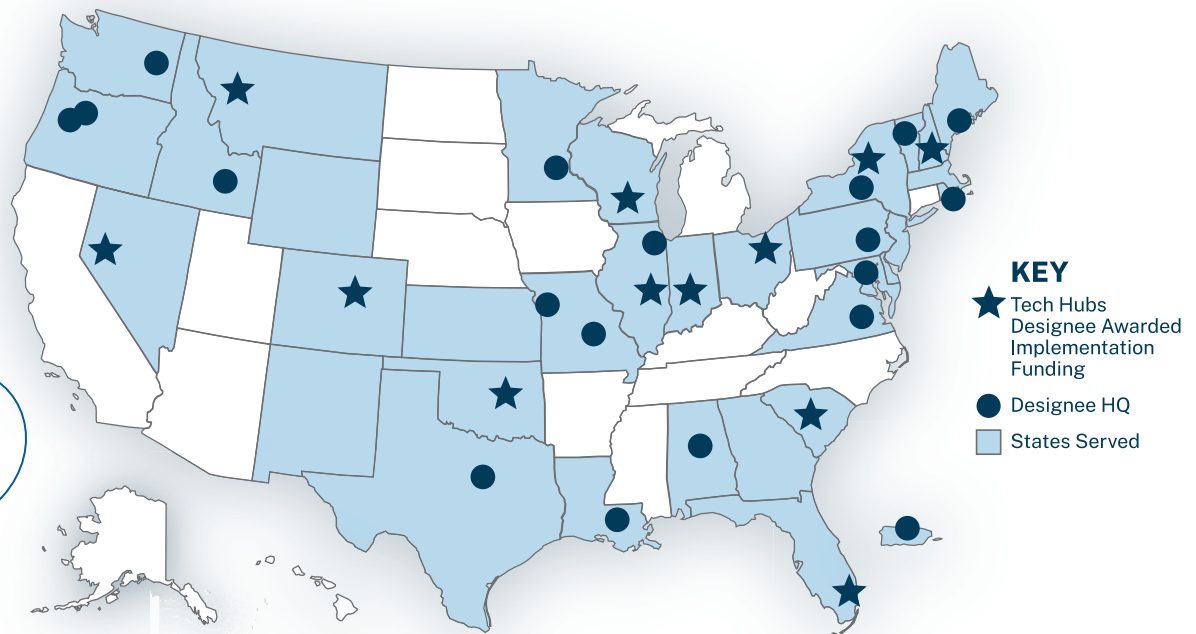 KEY
Tech Hubs
Designee Awarded
Implementation
Funding
Designee HQ
States Served